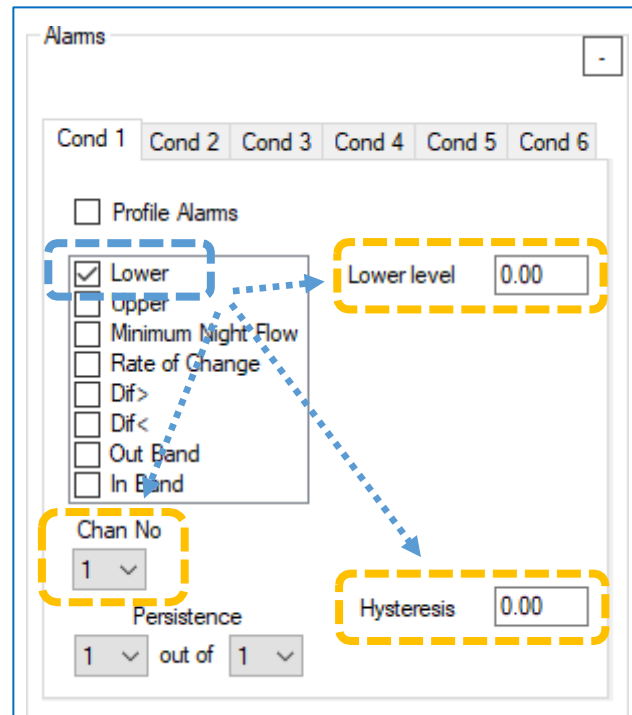 Alarms
-
Cond 1 Cond 2 Cond 3 Cond 4 Cond 5 Cond 6
Profile Alarms
Lower
Lower level 0.00
Upper
Minimum Night Flow
Rate of Change
Dif>
Dif<
Out Band
In Band
Chan No
1
Hysteresis 0.00
Persistence
1 out of 1